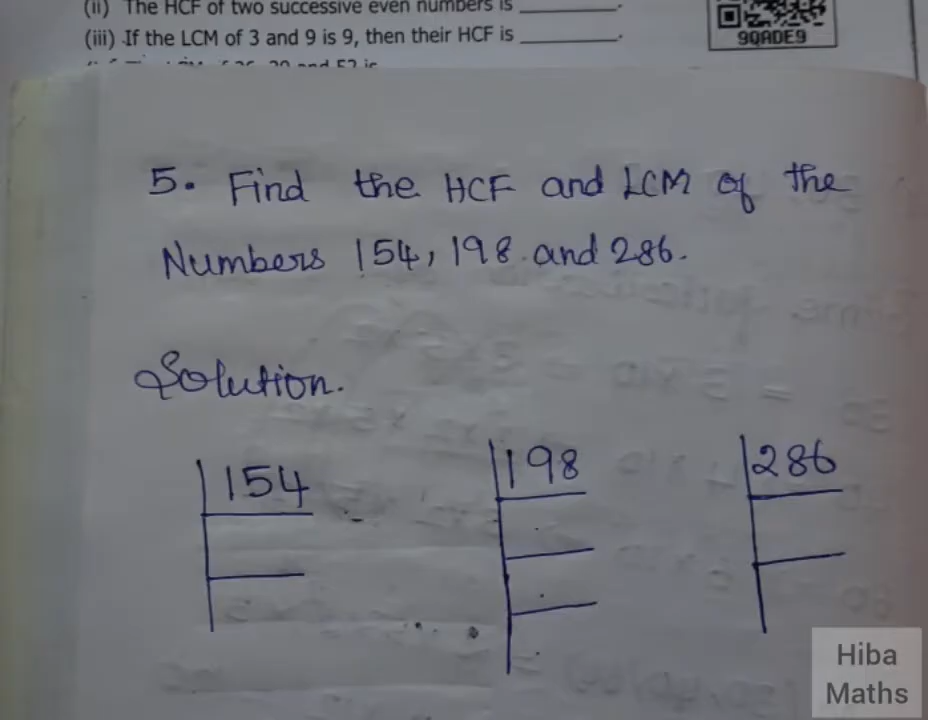 (ii) The HCF of two successive even numbers is ________.
(iii) If the LCM of 3 and 9 is 9, then their HCF is ________.
9QADE9
5. Find the HCF and LCM of the
Numbers 154, 198 and 286.
Solution.
154 198 286
Hiba
Maths